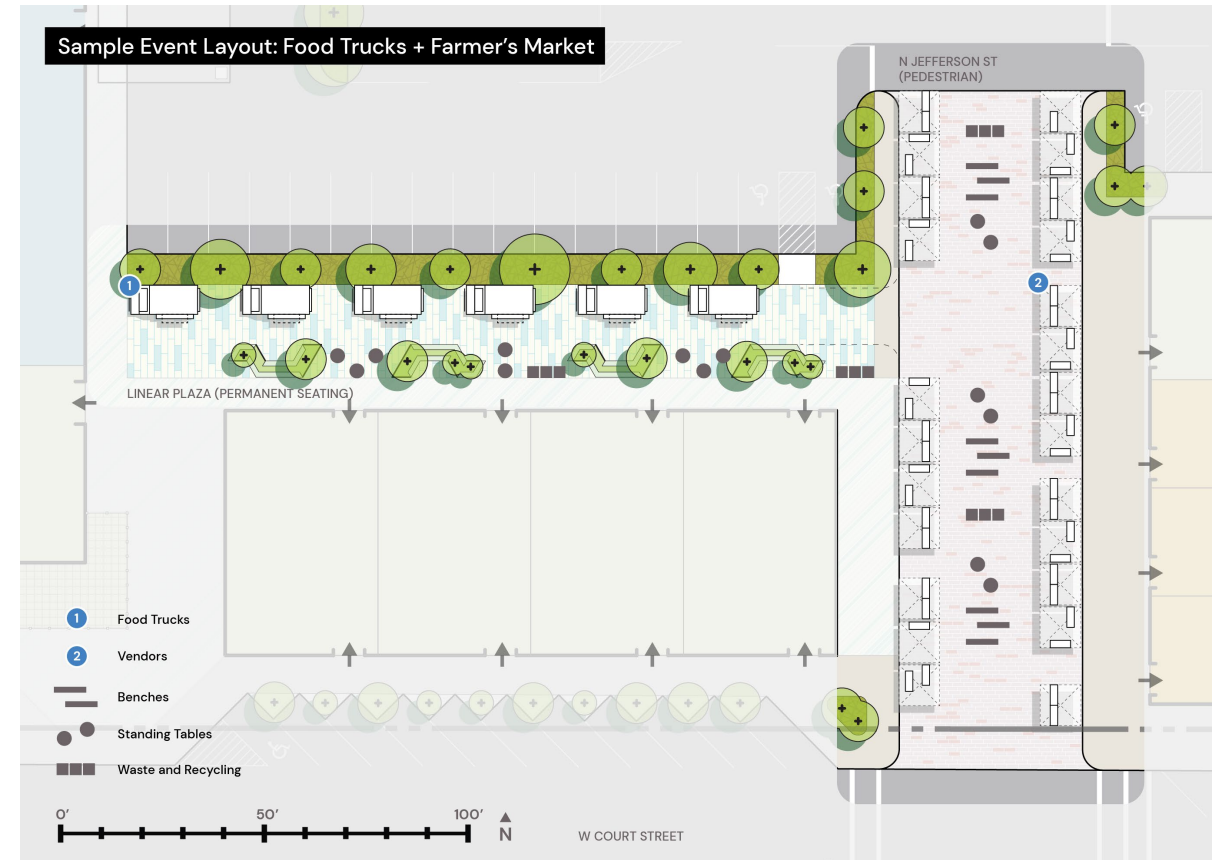 Sample Event Layout: Food Trucks + Farmer's Market
N JEFFERSON ST
(PEDESTRIAN)
1
2
LINEAR PLAZA (PERMANENT SEATING)
1 Food Trucks
2 Vendors
Benches
Standing Tables
Waste and Recycling
0' 50' 100'
N
W COURT STREET